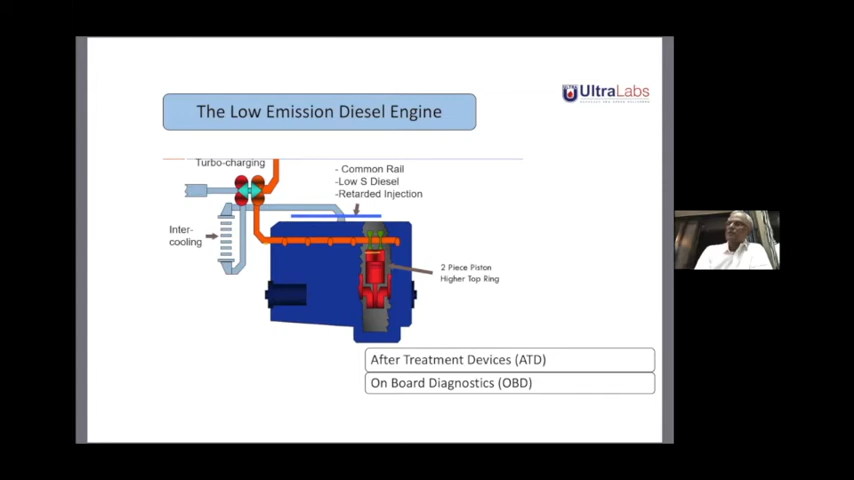 The Low Emission Diesel Engine
UltraLabs
Turbo-charging
- Common Rail
-Low S Diesel
-Retarded Injection
Inter-
cooling
2 Piece Piston
Higher Top Ring
After Treatment Devices (ATD)
On Board Diagnostics (OBD)